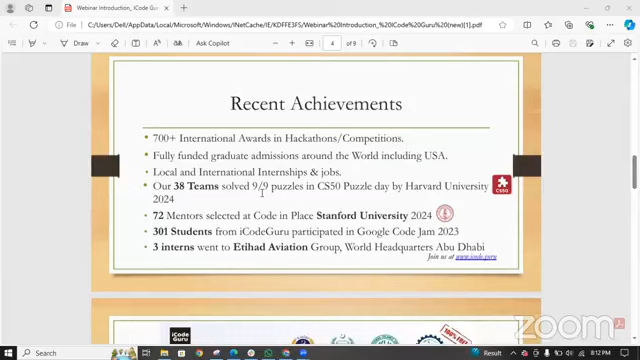 Webinar Introduction_ iCode Gu
File
C:/Users/Dell/AppData/Local/Microsoft/Windows/INetCache/IE/KDFFE3F5/Webinar%20Introduction_%20ICode%20Guru%20(new)[1].pdf
Draw
Ask Copilot
4 of 9
Recent Achievements
700+ International Awards in Hackathons/Competitions.
Fully funded graduate admissions around the World including USA.
Local and International Internships & jobs.
Our 38 Teams solved 9/9 puzzles in CS50 Puzzle day by Harvard University
2024
CS50
72 Mentors selected at Code in Place Stanford University 2024
301 Students from iCodeGuru participated in Google Code Jam 2023
3 interns went to Etihad Aviation Group, World Headquarters Abu Dhabi
Join us at www.icode.guru
iCode
Guru
100% FREE
zoom
Search
Result
8:12 PM